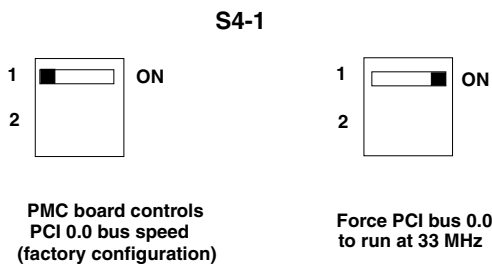 S4-1
1 ON
2
PMC board controls
PCI 0.0 bus speed
(factory configuration)
1 ON
2
Force PCI bus 0.0
to run at 33 MHz